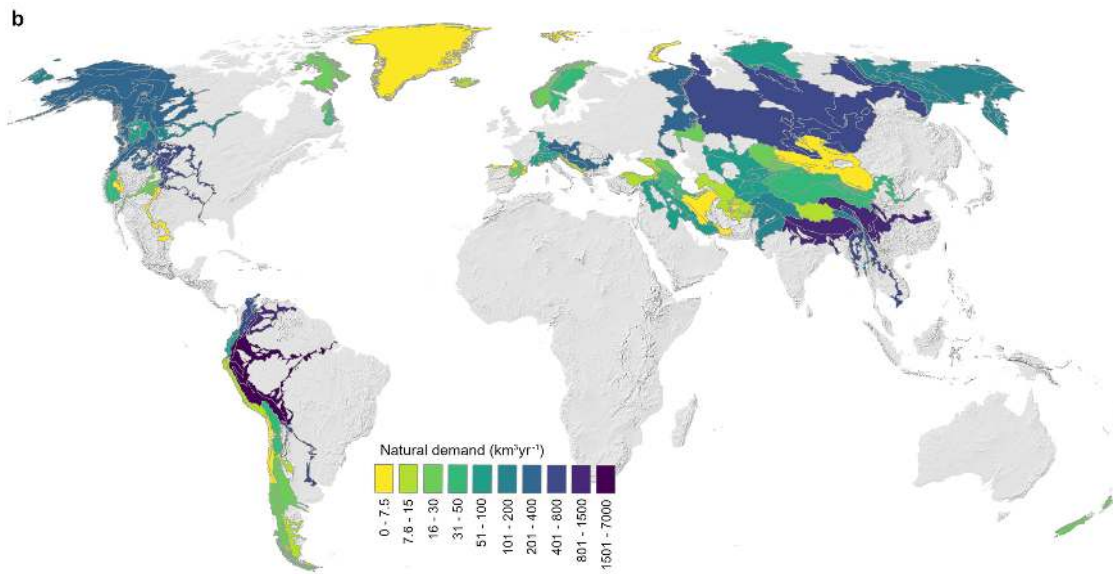 b
Natural demand (km³yr⁻¹)
0 - 7.5
7.6 - 15
16 - 30
31 - 50
51 - 100
101 - 200
201 - 400
401 - 800
801 - 1500
1501 - 7000